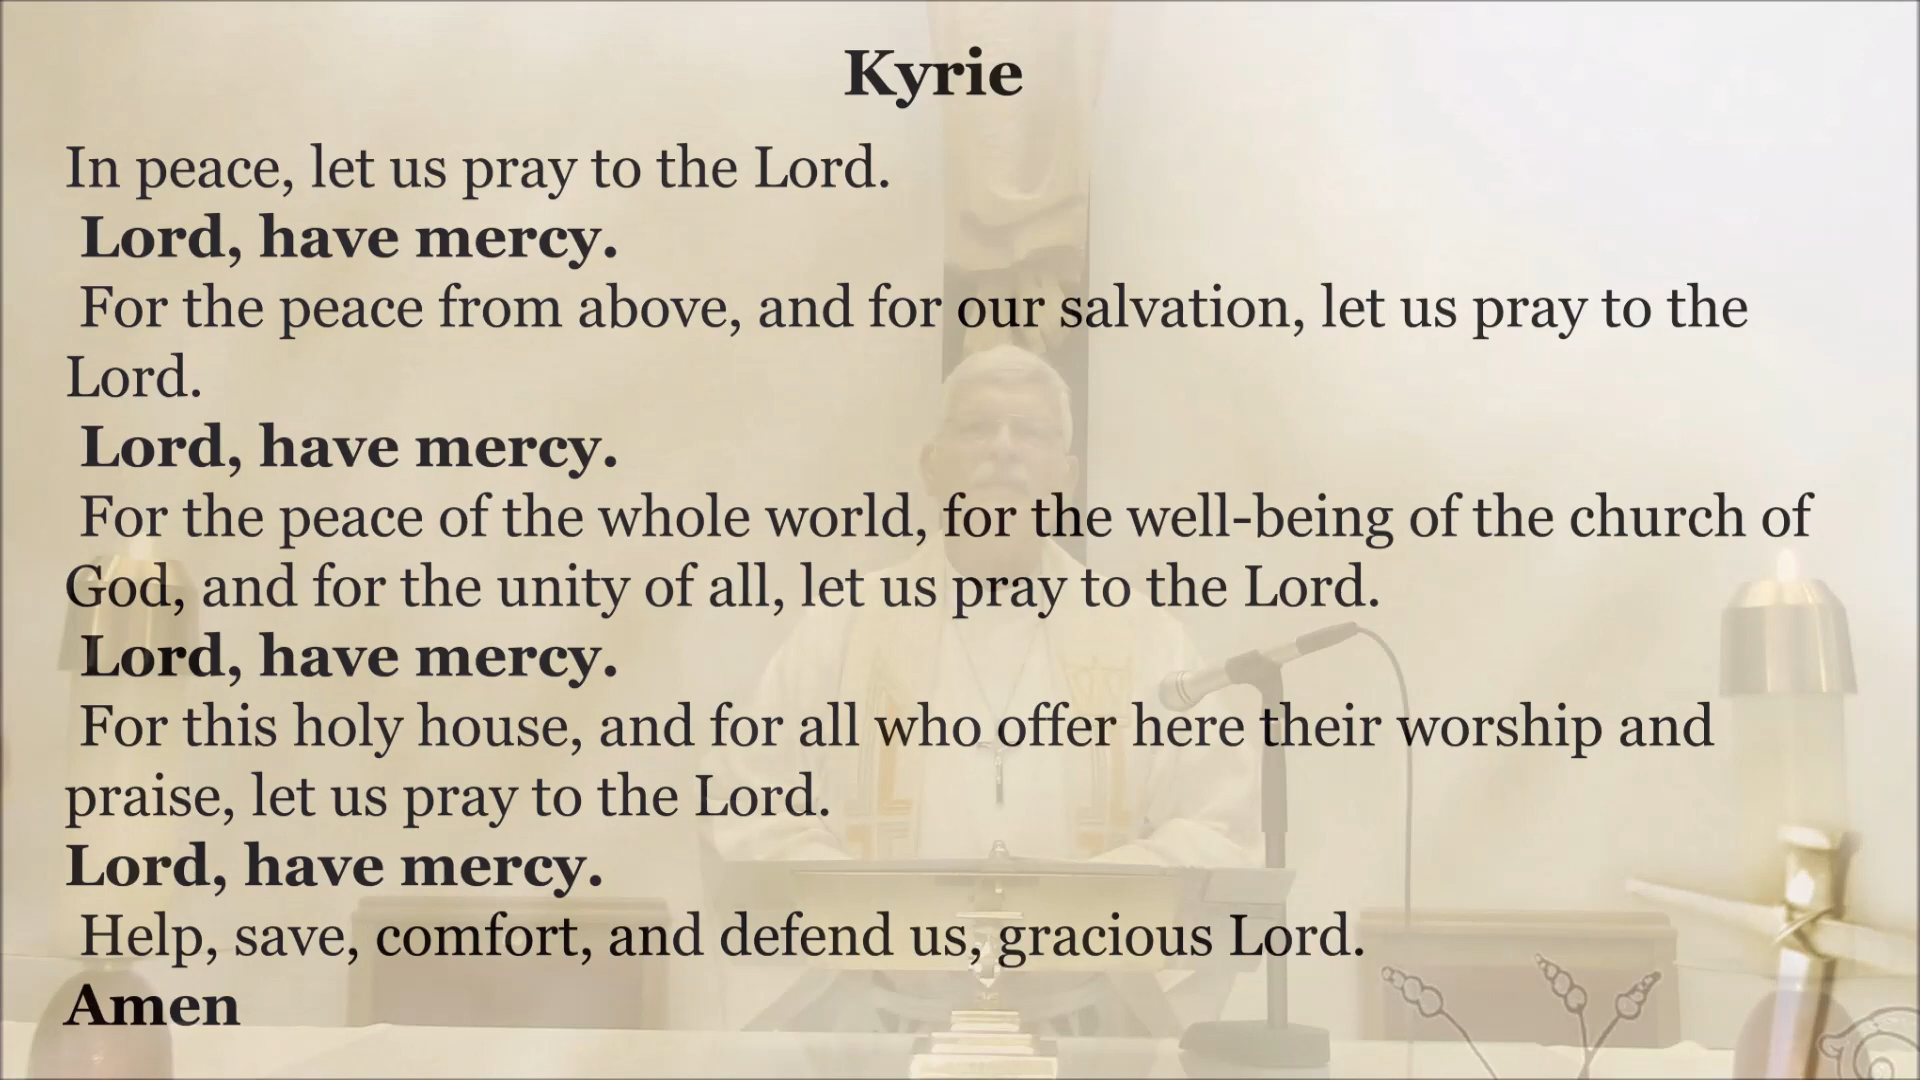 Kyrie
In peace, let us pray to the Lord.
Lord, have mercy.
For the peace from above, and for our salvation, let us pray to the
Lord.
Lord, have mercy.
For the peace of the whole world, for the well-being of the church of
God, and for the unity of all, let us pray to the Lord.
Lord, have mercy.
For this holy house, and for all who offer here their worship and
praise, let us pray to the Lord.
Lord, have mercy.
Help, save, comfort, and defend us, gracious Lord.
Amen